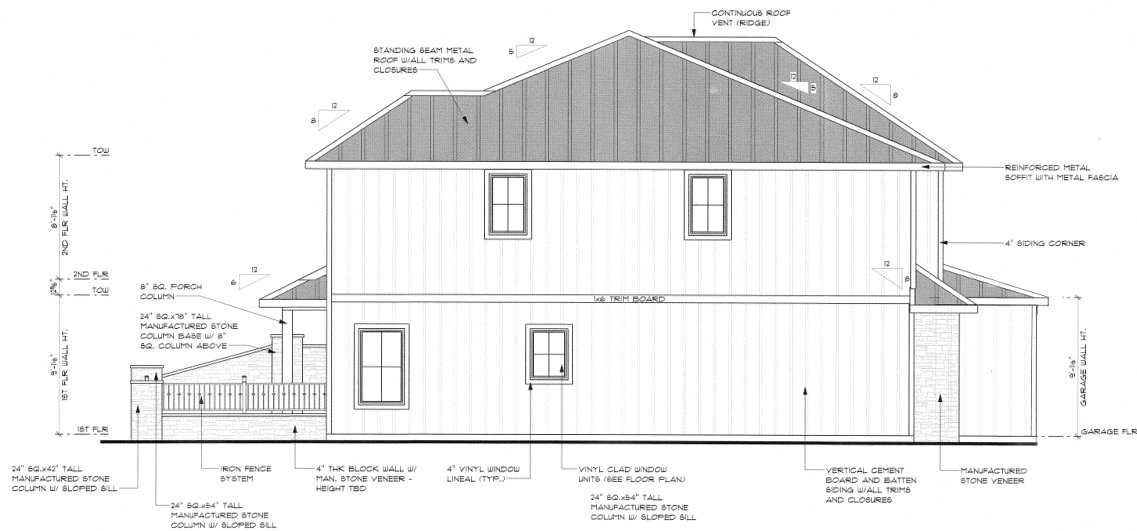 CONTINUOUS ROOF
VENT (RIDGE)
12
5
STANDING SEAM METAL
ROOF W/ALL TRIMS AND
CLOSURES
12
5
12
8
12
8
TOW
REINFORCED METAL
SOFFIT WITH METAL FASCIA
8'-1⅛"
2ND FLR WALL HT.
4" SIDING CORNER
2ND FLR
12
6
12
8
8" SQ. PORCH
COLUMN
TOW
1x6 TRIM BOARD
24" SQ.x78" TALL
MANUFACTURED STONE
COLUMN BASE W/ 8"
SQ. COLUMN ABOVE
9'-1⅛"
1ST FLR WALL HT.
9'-1⅛"
GARAGE WALL HT.
1ST FLR
GARAGE FLR
24" SQ.x42" TALL
MANUFACTURED STONE
COLUMN W/ SLOPED SILL
IRON FENCE
SYSTEM
4" THK BLOCK WALL W/
MAN. STONE VENEER -
HEIGHT TBD
4" VINYL WINDOW
LINEAL (TYP.)
VINYL CLAD WINDOW
UNITS (SEE FLOOR PLAN)
VERTICAL CEMENT
BOARD AND BATTEN
SIDING W/ALL TRIMS
AND CLOSURES
MANUFACTURED
STONE VENEER
24" SQ.x54" TALL
MANUFACTURED STONE
COLUMN W/ SLOPED SILL
24" SQ.x54" TALL
MANUFACTURED STONE
COLUMN W/ SLOPED SILL